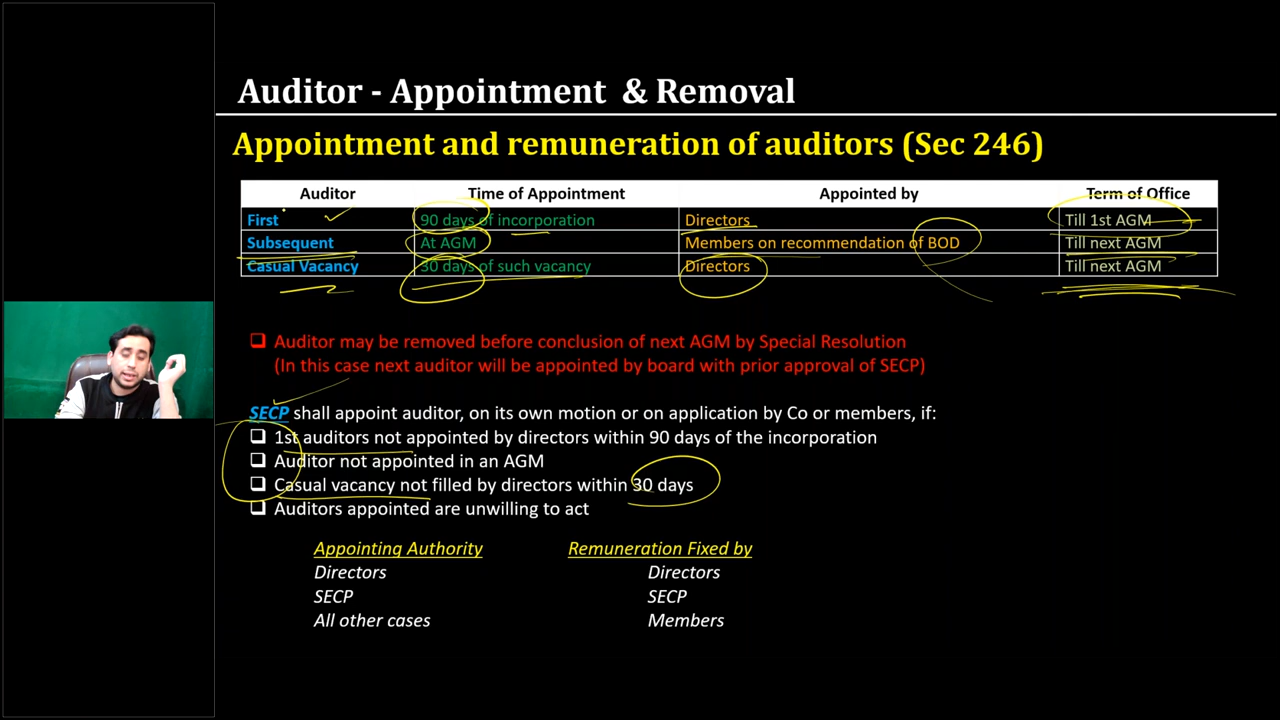 Auditor - Appointment & Removal
Appointment and remuneration of auditors (Sec 246)
Auditor Time of Appointment Appointed by Term of Office
First 90 days of incorporation Directors Till 1st AGM
Subsequent At AGM Members on recommendation of BOD Till next AGM
Casual Vacancy 30 days of such vacancy Directors Till next AGM
❑ Auditor may be removed before conclusion of next AGM by Special Resolution
(In this case next auditor will be appointed by board with prior approval of SECP)
SECP shall appoint auditor, on its own motion or on application by Co or members, if:
❑ 1st auditors not appointed by directors within 90 days of the incorporation
❑ Auditor not appointed in an AGM
❑ Casual vacancy not filled by directors within 30 days
❑ Auditors appointed are unwilling to act
Appointing Authority Remuneration Fixed by
Directors Directors
SECP SECP
All other cases Members